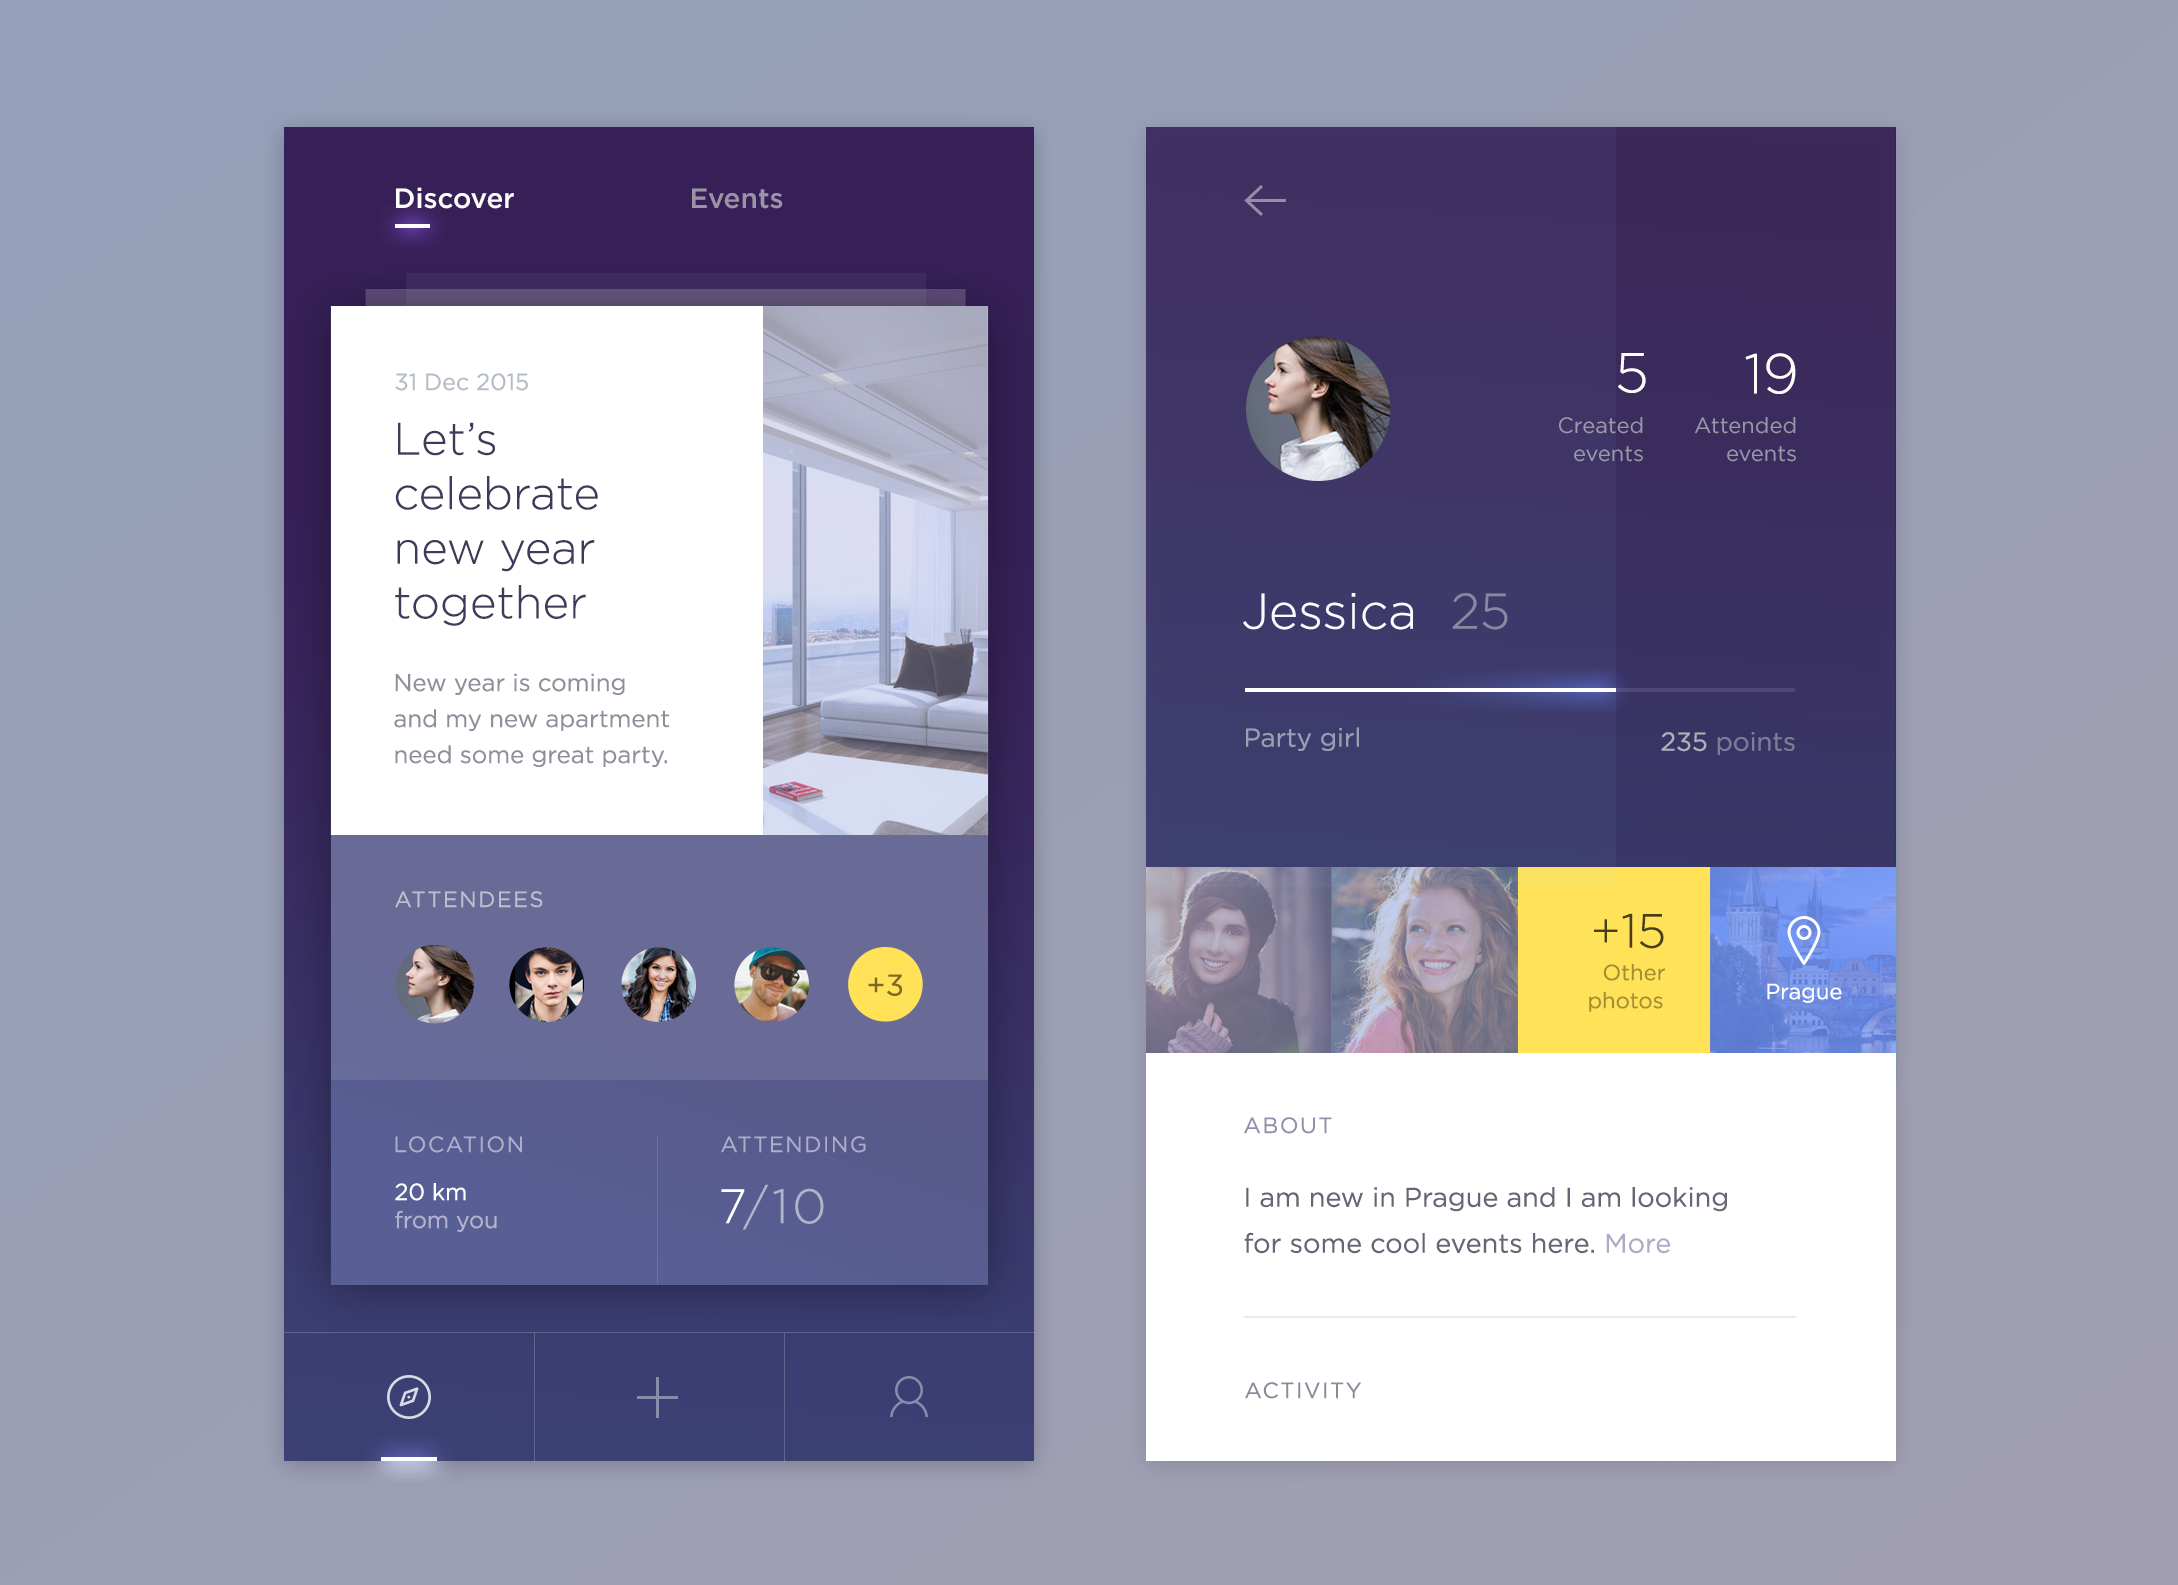 Discover
Events
31 Dec 2015
Let's
celebrate
new year
together
New year is coming
and my new apartment
need some great party.
ATTENDEES
+3
LOCATION
20 km
from you
ATTENDING
7/10
5
Created
events
19
Attended
events
Jessica 25
Party girl
235 points
+15
Other
photos
Prague
ABOUT
I am new in Prague and I am looking
for some cool events here. More
ACTIVITY